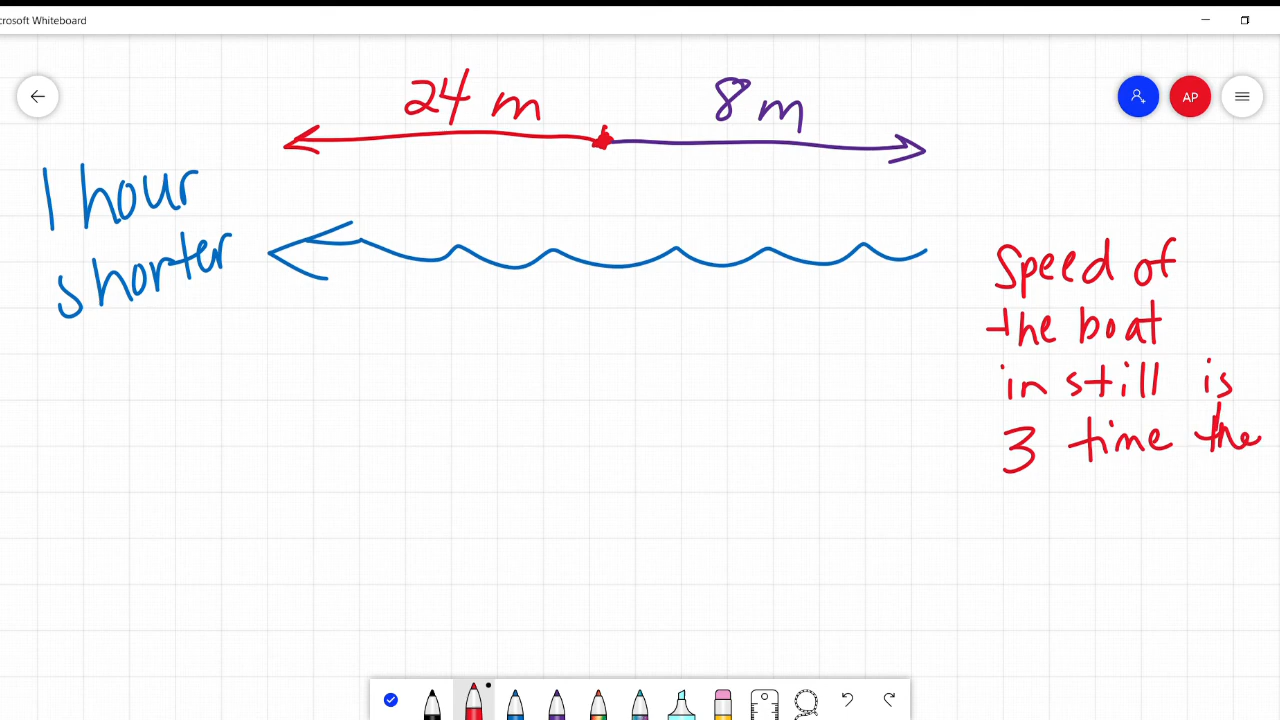 crosoft Whiteboard
24 m
8 m
AP
1 hour
shorter
Speed of
the boat
in still is
3 time the